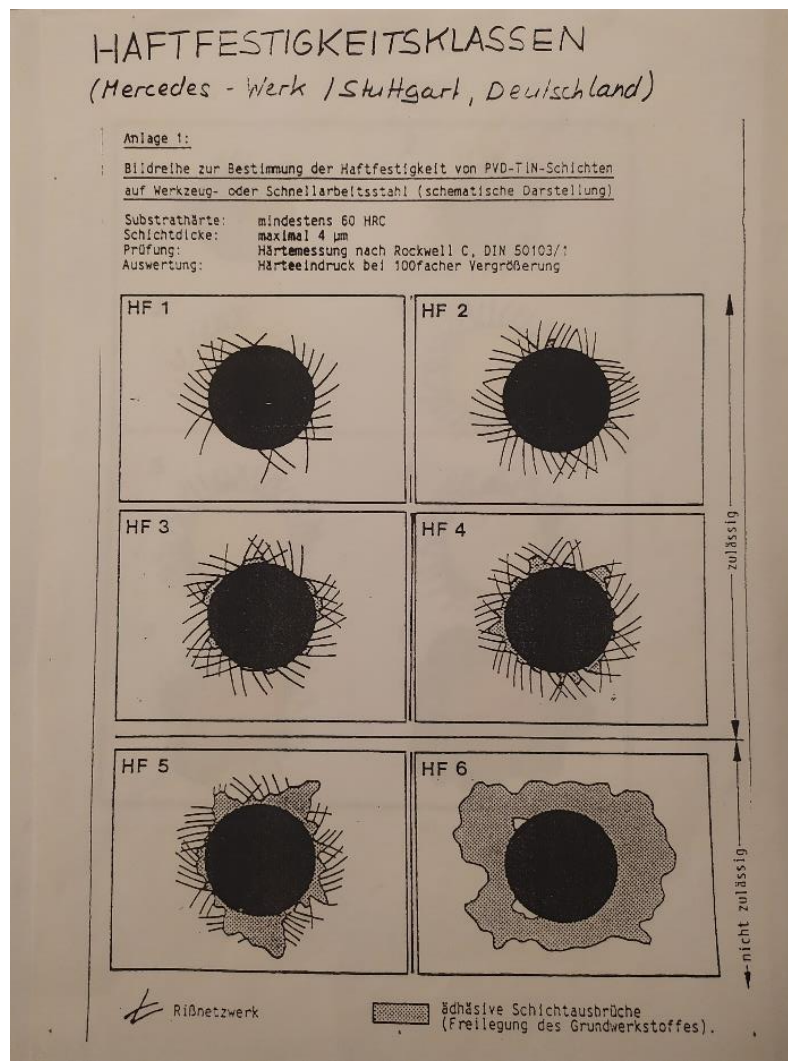 HAFTFESTIGKEITSKLASSEN
(Mercedes - Werk / Stuttgart, Deutschland)
Anlage 1:
Bildreihe zur Bestimmung der Haftfestigkeit von PVD-TiN-Schichten
auf Werkzeug- oder Schnellarbeitsstahl (schematische Darstellung)
Substrathärte: mindestens 60 HRC
Schichtdicke: maximal 4 µm
Prüfung: Härtemessung nach Rockwell C, DIN 50103/1
Auswertung: Härteeindruck bei 100facher Vergrößerung
HF 1
HF 2
HF 3
HF 4
zulässig
HF 5
HF 6
nicht zulässig
Rißnetzwerk
ädhäsive Schichtausbrüche
(Freilegung des Grundwerkstoffes).